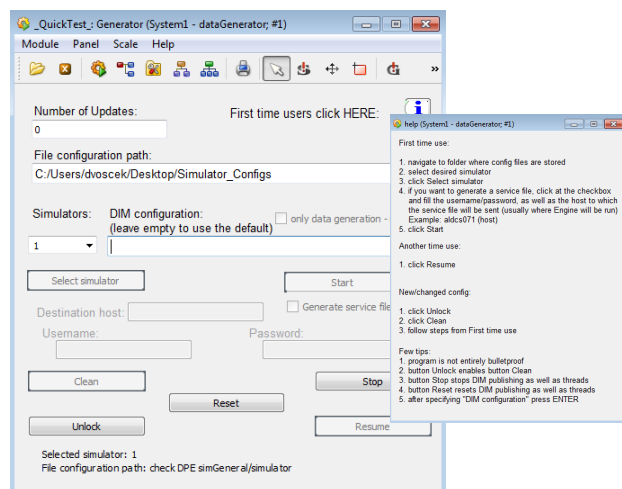 _QuickTest_: Generator (System1 - dataGenerator; #1)
Module Panel Scale Help
»
Number of Updates:
First time users click HERE:
i
0
File configuration path:
C:/Users/dvoscek/Desktop/Simulator_Configs
Simulators:
DIM configuration:
(leave empty to use the default)
only data generation -
1
Select simulator
Start
Destination host:
Generate service file
Username:
Password:
Clean
Stop
Reset
Unlock
Resume
Selected simulator: 1
File configuration path: check DPE simGeneral/simulator
help (System1 - dataGenerator; #1)
First time use:
1. navigate to folder where config files are stored
2. select desired simulator
3. click Select simulator
4. if you want to generate a service file, click at the checkbox
and fill the username/password, as well as the host to which
the service file will be sent (usually where Engine will be run)
Example: aldcs071 (host)
5. click Start
Another time use:
1. click Resume
New/changed config:
1. click Unlock
2. click Clean
3. follow steps from First time use
Few tips:
1. program is not entirely bulletproof
2. button Unlock enables button Clean
3. button Stop stops DIM publishing as well as threads
4. button Reset resets DIM publishing as well as threads
5. after specifying "DIM configuration" press ENTER